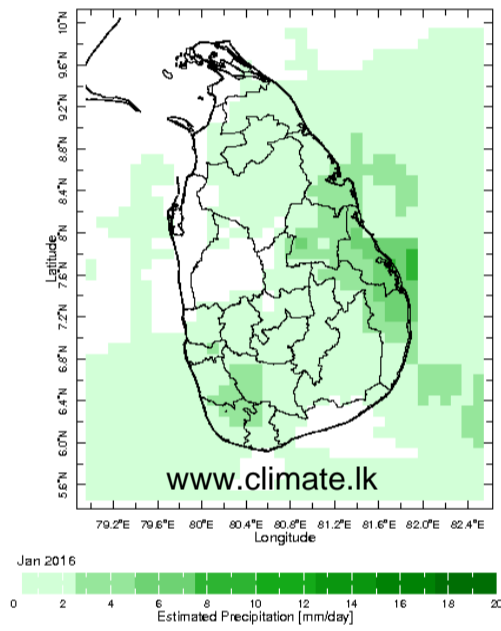 10°N
9.6°N
9.2°N
8.8°N
8.4°N
8°N
7.6°N
7.2°N
6.8°N
6.4°N
6.0°N
5.6°N
Latitude
www.climate.lk
79.2°E 79.6°E 80°E 80.4°E 80.8°E 81.2°E 81.6°E 82.0°E 82.4°E
Longitude
Jan 2016
0 2 4 6 8 10 12 14 16 18 20
Estimated Precipitation [mm/day]